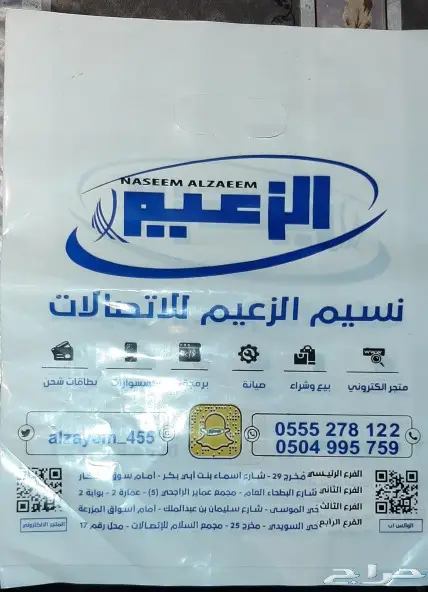 NASEEM ALZAEEM
الزعيم
نسيم الزعيم للاتصالات
متجر الكتروني
بيع وشراء
صيانة
برمجة
اكسسوارات
بطاقات شحن
0555 278 122
0504 995 759
alzayem_455
الفرع الرئيسي مخرج 29 - شارع اسماء بنت أبي بكر - امام سوق
الفرع الثاني شارع البطحاء العام - مجمع عماير الراجحي (5) - عمارة 2 - بوابة 2
الفرع الثالث حي الموسى - شارع سليمان بن عبدالملك - أمام اسواق المزرعة
الفرع الرابع حي السويدي - مخرج 25 - مجمع السلام للإتصالات - محل رقم 17
الواتس اب
المتجر الالكتروني
حراج